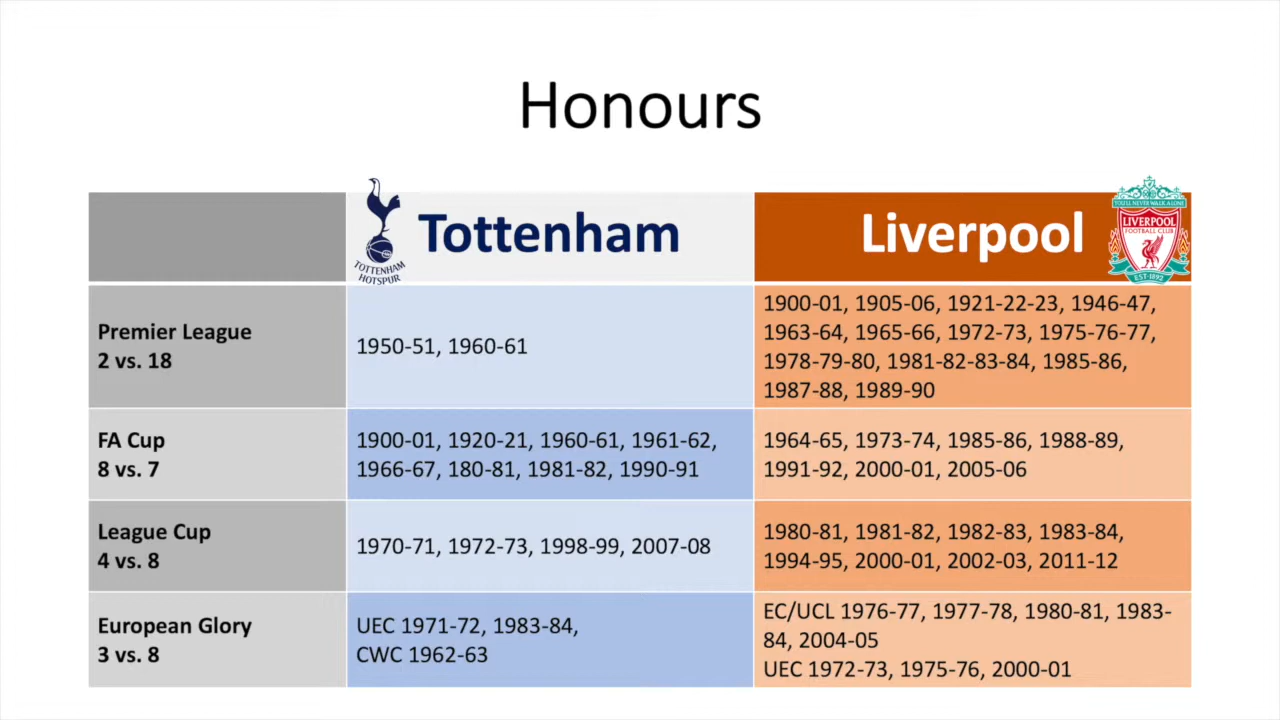 Honours
TOTTENHAM
HOTSPUR
Tottenham
Liverpool
YOU'LL NEVER WALK ALONE
LIVERPOOL
FOOTBALL CLUB
EST·1892
Premier League
2 vs. 18
1950-51, 1960-61
1900-01, 1905-06, 1921-22-23, 1946-47,
1963-64, 1965-66, 1972-73, 1975-76-77,
1978-79-80, 1981-82-83-84, 1985-86,
1987-88, 1989-90
FA Cup
8 vs. 7
1900-01, 1920-21, 1960-61, 1961-62,
1966-67, 180-81, 1981-82, 1990-91
1964-65, 1973-74, 1985-86, 1988-89,
1991-92, 2000-01, 2005-06
League Cup
4 vs. 8
1970-71, 1972-73, 1998-99, 2007-08
1980-81, 1981-82, 1982-83, 1983-84,
1994-95, 2000-01, 2002-03, 2011-12
European Glory
3 vs. 8
UEC 1971-72, 1983-84,
CWC 1962-63
EC/UCL 1976-77, 1977-78, 1980-81, 1983-
84, 2004-05
UEC 1972-73, 1975-76, 2000-01